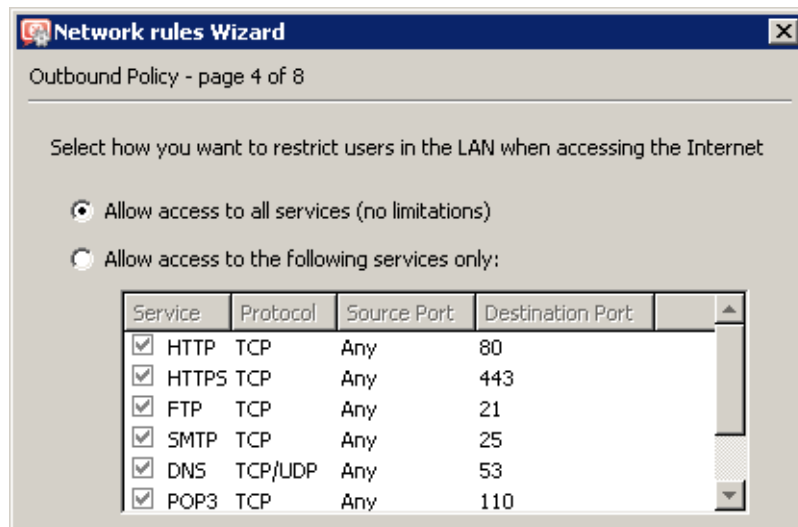 Network rules Wizard
Outbound Policy - page 4 of 8
Select how you want to restrict users in the LAN when accessing the Internet
Allow access to all services (no limitations)
Allow access to the following services only:
Service Protocol Source Port Destination Port
HTTP TCP Any 80
HTTPS TCP Any 443
FTP TCP Any 21
SMTP TCP Any 25
DNS TCP/UDP Any 53
POP3 TCP Any 110